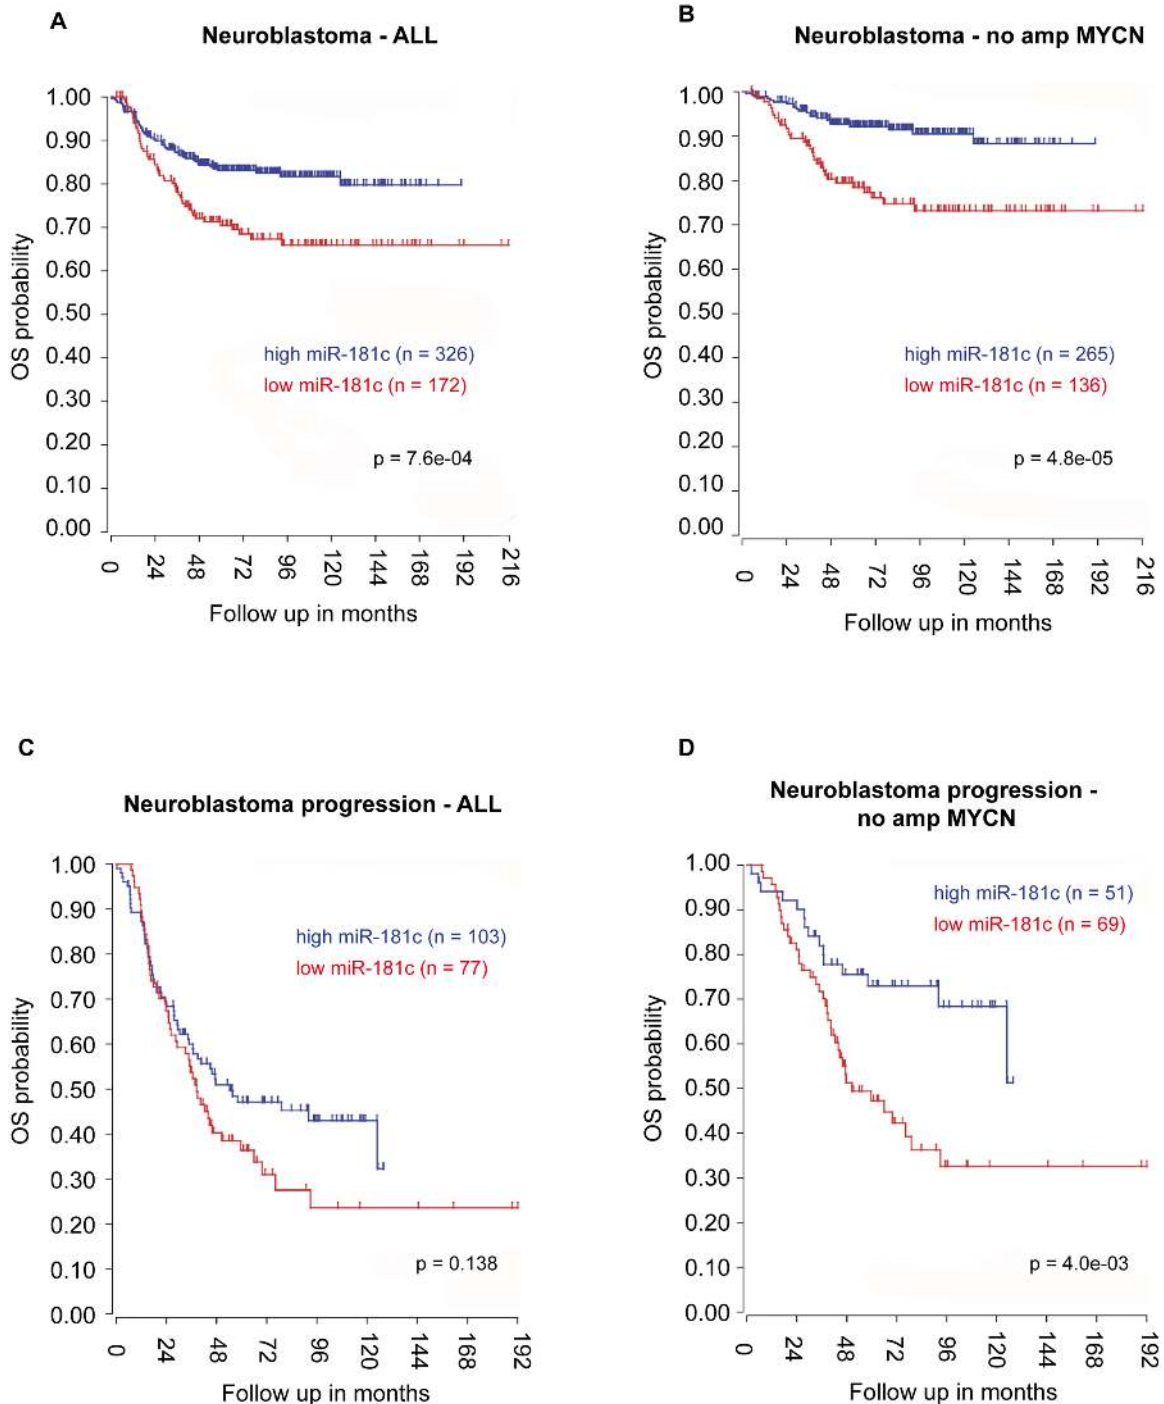 A
Neuroblastoma - ALL
1.00
0.90
0.80
0.70
0.60
0.50
0.40
0.30
0.20
0.10
0.00
OS probability
high miR-181c (n = 326)
low miR-181c (n = 172)
p = 7.6e-04
0 24 48 72 96 120 144 168 192 216
Follow up in months
B
Neuroblastoma - no amp MYCN
1.00
0.90
0.80
0.70
0.60
0.50
0.40
0.30
0.20
0.10
0.00
OS probability
high miR-181c (n = 265)
low miR-181c (n = 136)
p = 4.8e-05
0 24 48 72 96 120 144 168 192 216
Follow up in months
C
Neuroblastoma progression - ALL
1.00
0.90
0.80
0.70
0.60
0.50
0.40
0.30
0.20
0.10
0.00
OS probability
high miR-181c (n = 103)
low miR-181c (n = 77)
p = 0.138
0 24 48 72 96 120 144 168 192
Follow up in months
D
Neuroblastoma progression -
no amp MYCN
1.00
0.90
0.80
0.70
0.60
0.50
0.40
0.30
0.20
0.10
0.00
OS probability
high miR-181c (n = 51)
low miR-181c (n = 69)
p = 4.0e-03
0 24 48 72 96 120 144 168 192
Follow up in months